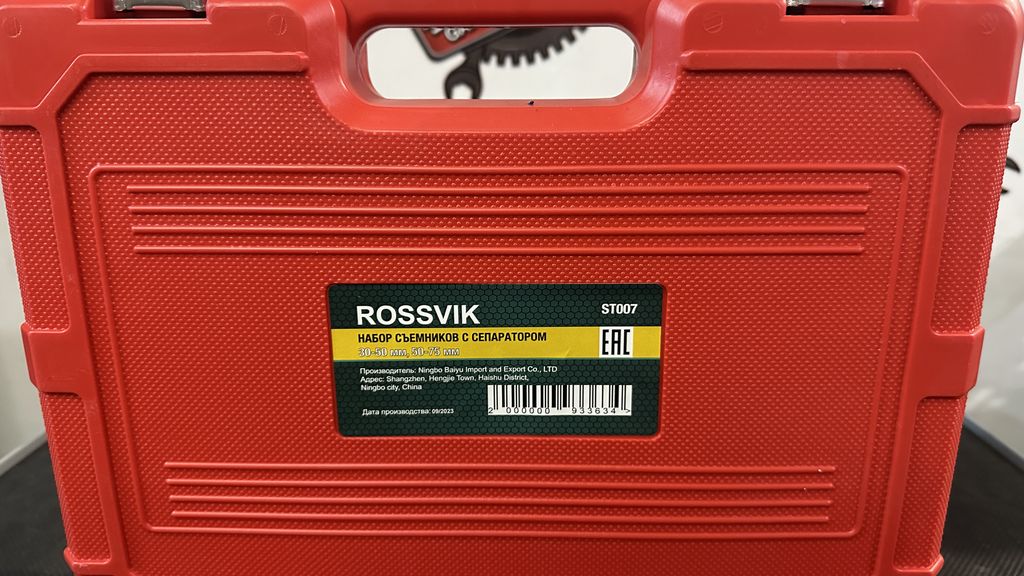 ROSSVIK ST007
НАБОР СЪЕМНИКОВ С СЕПАРАТОРОМ
30-50 мм, 50-75 мм
EAC
Производитель: Ningbo Baiyu Import and Export Co., LTD
Адрес: Shangzhen, Hengjie Town, Haishu District,
Ningbo city, China
Дата производства: 09/2023
2 000000 933634 >